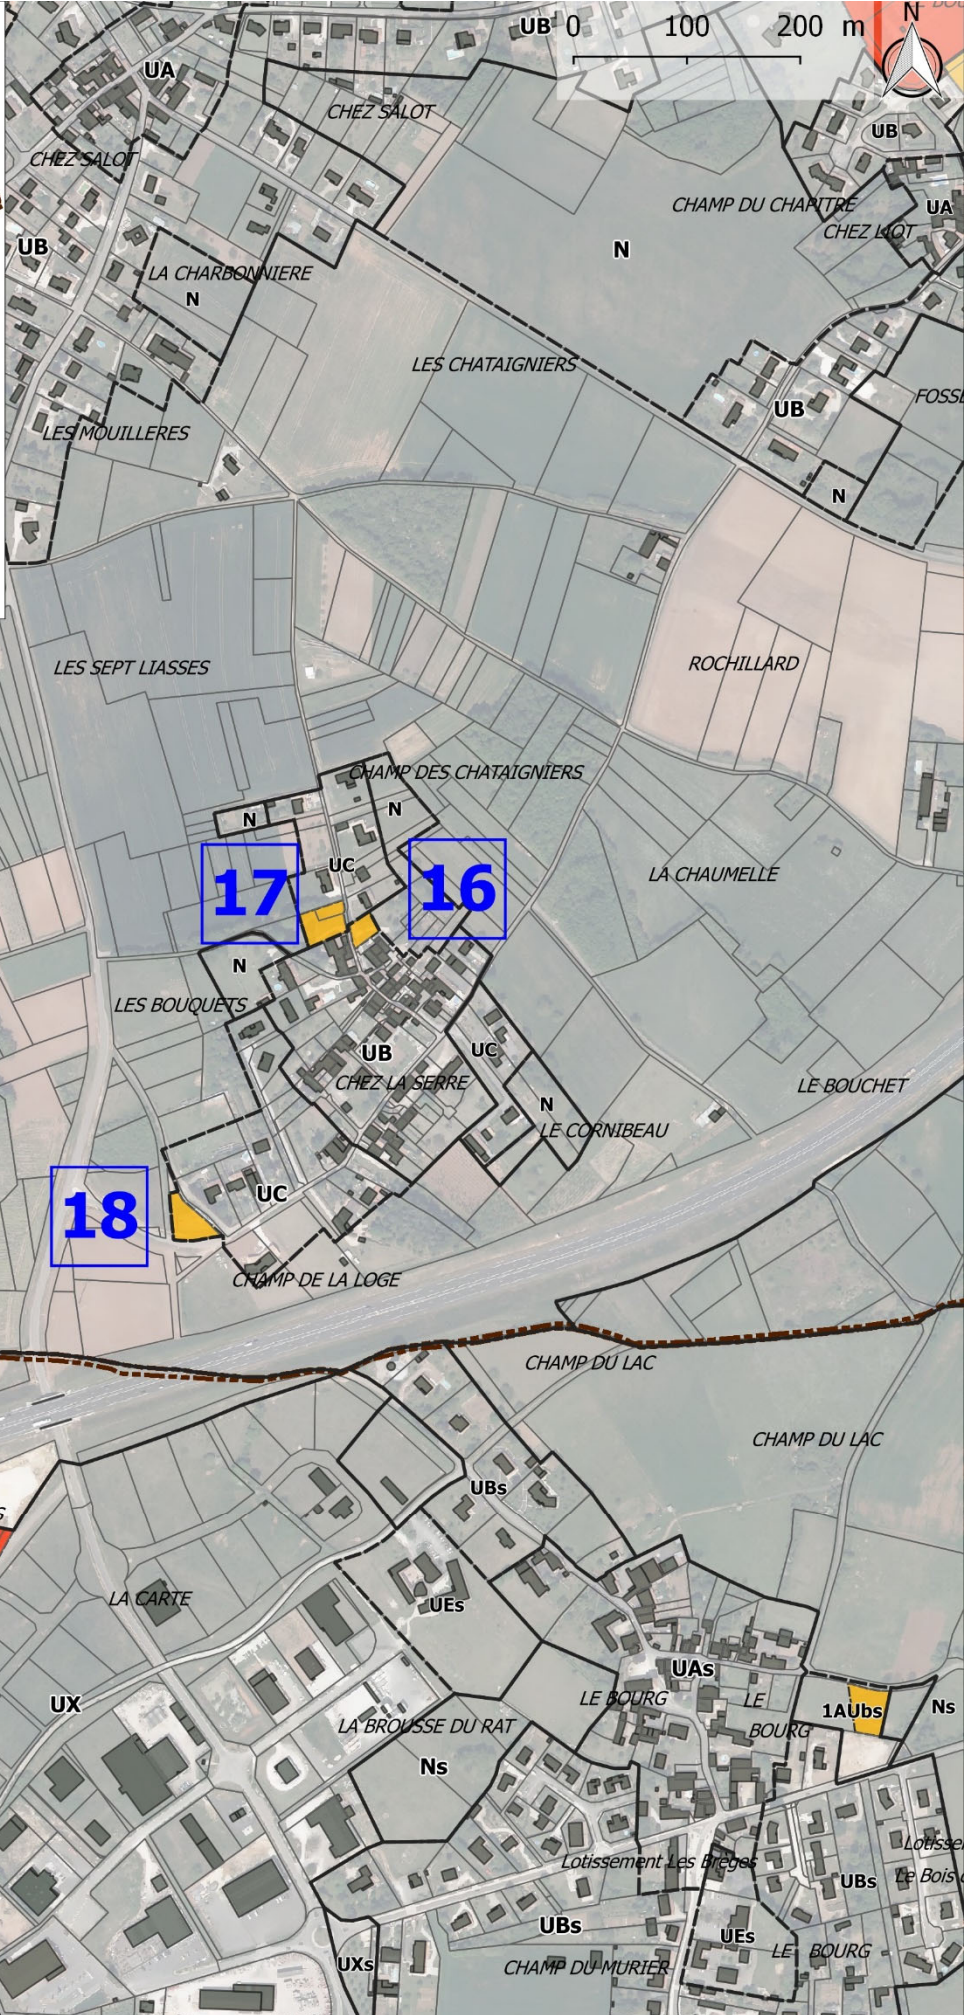 UB
0 100 200 m
N
UA
CHEZ SALOT
UB
CHEZ SALOT
CHAMP DU CHAPITRE
UA
CHEZ LIOT
UB
N
LA CHARBONNIERE
N
LES CHATAIGNIERS
UB
LES MOUILLERES
N
LES SEPT LIASSES
ROCHILLARD
CHAMP DES CHATAIGNIERS
N
N
UC
LA CHAUMELLE
17
16
N
LES BOUQUETS
UB
UC
CHEZ LA SERRE
LE BOUCHET
N
LE CORNIBEAU
18
UC
CHAMP DE LA LOGE
CHAMP DU LAC
CHAMP DU LAC
UBs
LA CARTE
UEs
UAs
UX
LE BOURG
LE
BOURG
1AUbs
Ns
LA BROUSSE DU RAT
Ns
Lotissement Les Brèges
UBs
UBs
UEs
LE BOURG
UXs
CHAMP DU MURIER